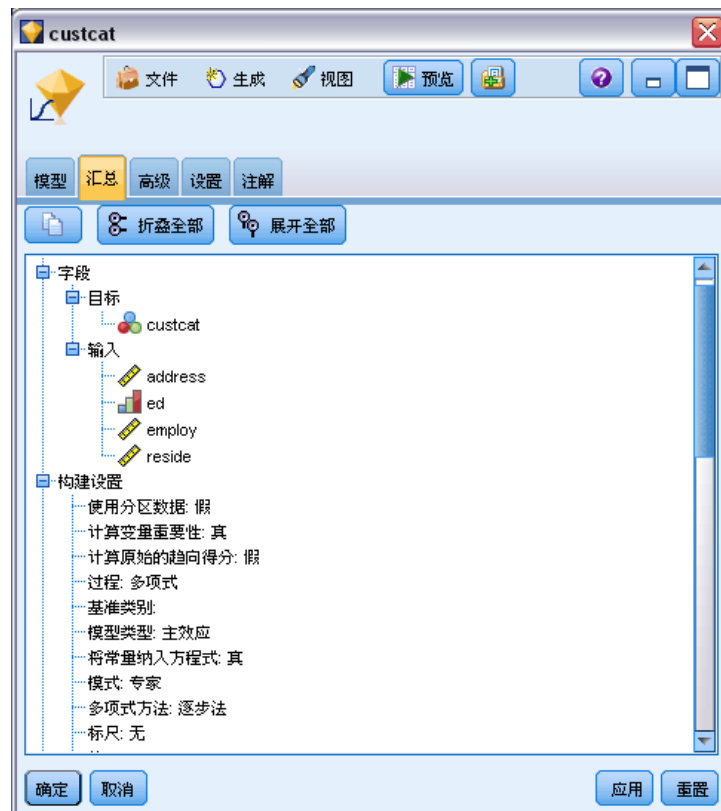 custcat
文件 生成 视图 预览
模型 汇总 高级 设置 注解
折叠全部 展开全部
字段
目标
custcat
输入
address
ed
employ
reside
构建设置
使用分区数据: 假
计算变量重要性: 真
计算原始的趋向得分: 假
过程: 多项式
基准类别:
模型类型: 主效应
将常量纳入方程式: 真
模式: 专家
多项式方法: 逐步法
标尺: 无
确定 取消 应用 重置